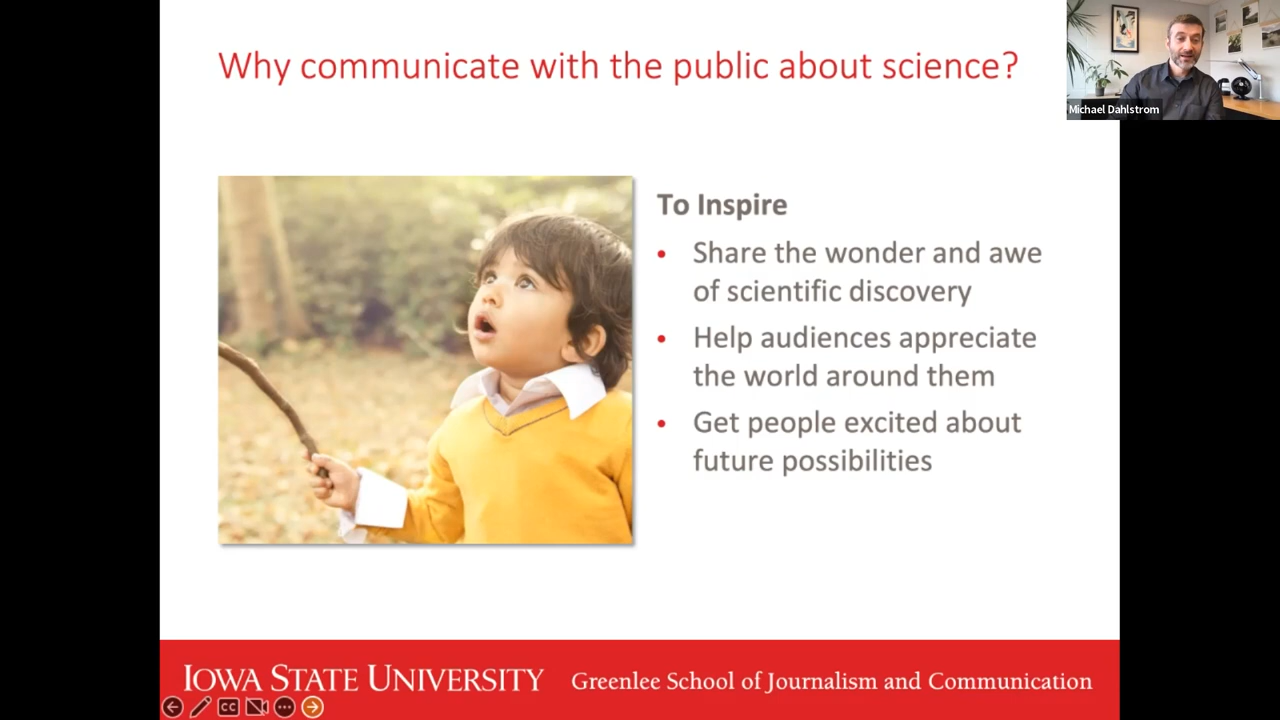 Why communicate with the public about science?
Michael Dahlstrom
To Inspire
• Share the wonder and awe
of scientific discovery
• Help audiences appreciate
the world around them
• Get people excited about
future possibilities
IOWA STATE UNIVERSITY Greenlee School of Journalism and Communication
CC